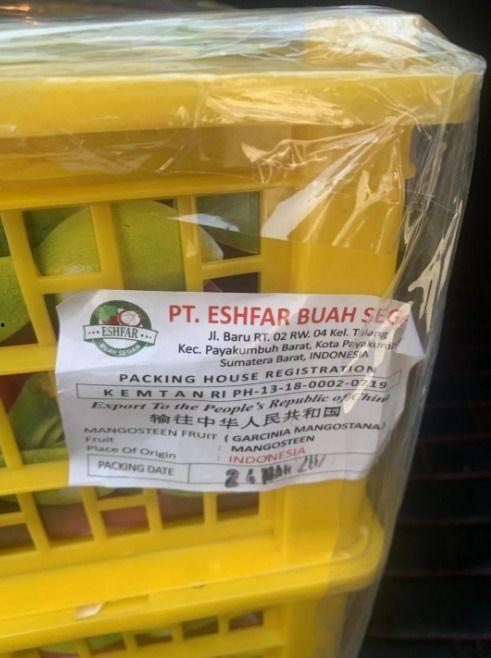 ESHFAR
BUAH SEGAR
PT. ESHFAR BUAH SEG
Jl. Baru RT. 02 RW. 04 Kel. Talang
Kec. Payakumbuh Barat, Kota Payakumb
Sumatera Barat, INDONESIA
PACKING HOUSE REGISTRATION
KEMTAN RI PH-13-18-0002-0219
Export To the People's Republic of China
输往中华人民共和国
MANGOSTEEN FRUIT ( GARCINIA MANGOSTANA)
Fruit : MANGOSTEEN
Place Of Origin : INDONESIA
PACKING DATE 24